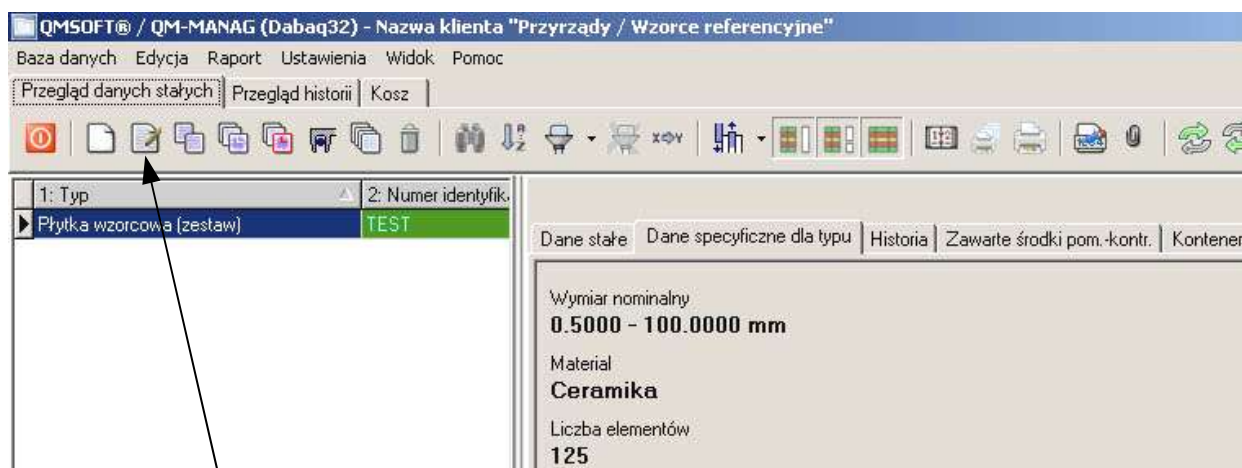 QMSOFT® / QM-MANAG (Dabaq32) - Nazwa klienta "Przyrządy / Wzorce referencyjne"
Baza danych Edycja Raport Ustawienia Widok Pomoc
Przegląd danych stałych Przegląd historii Kosz
1: Typ 2: Numer identyfik
Płytka wzorcowa (zestaw) TEST
Dane stałe Dane specyficzne dla typu Historia Zawarte środki pom.-kontr. Kontener
Wymiar nominalny
0.5000 - 100.0000 mm
Materiał
Ceramika
Liczba elementów
125